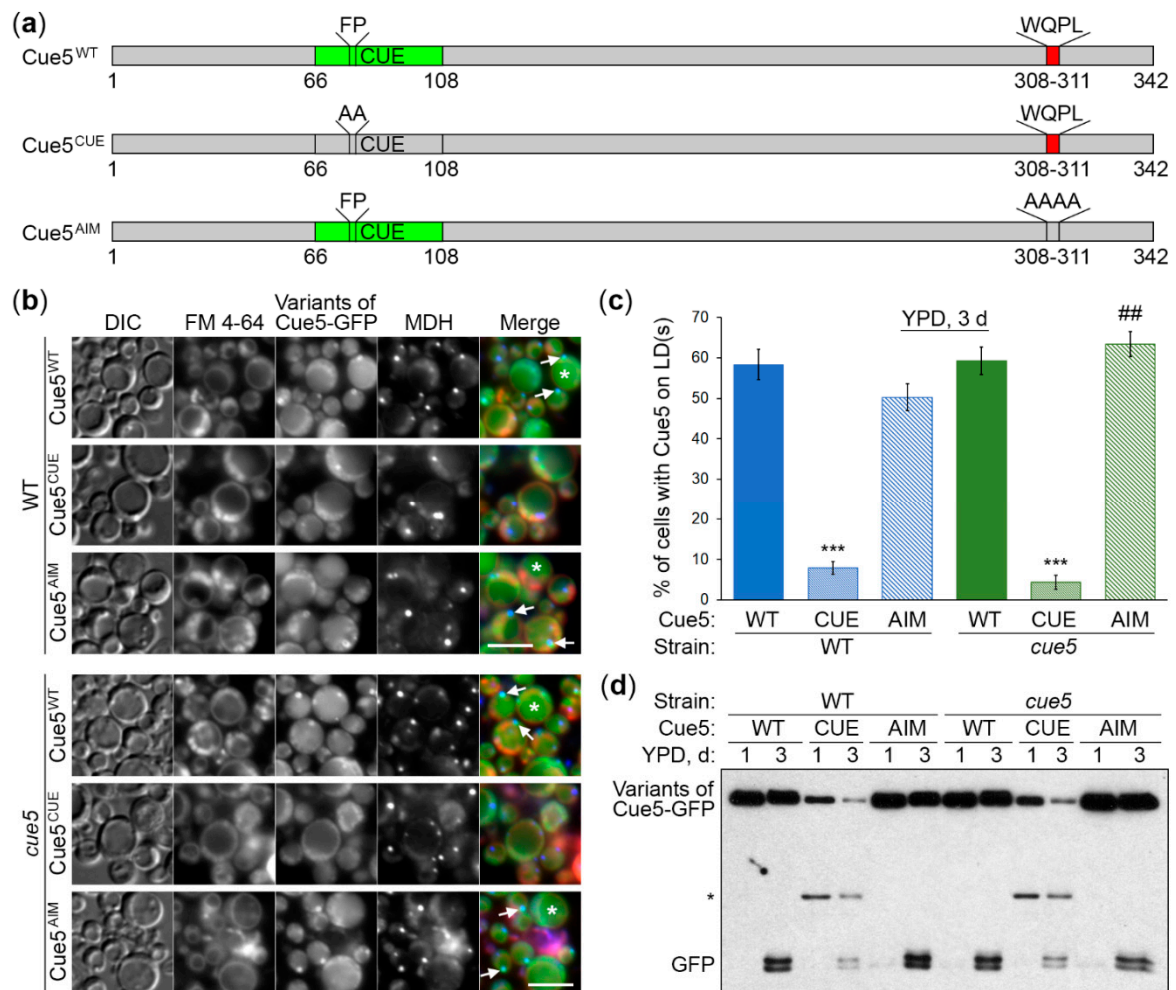 (a)
FP WQPL
Cue5WT CUE
1 66 108 308-311 342
AA WQPL
Cue5CUE CUE
1 66 108 308-311 342
FP AAAA
Cue5AIM CUE
1 66 108 308-311 342
(b)
Variants of
DIC FM 4-64 Cue5-GFP MDH Merge
WT
Cue5WT
*
Cue5CUE
Cue5AIM
*
cue5
Cue5WT
*
Cue5CUE
Cue5AIM
*
(c)
YPD, 3 d
% of cells with Cue5 on LD(s)
70
60
50
40
30
20
10
0
*** *** ##
Cue5: WT CUE AIM WT CUE AIM
Strain: WT cue5
(d)
Strain: WT cue5
Cue5: WT CUE AIM WT CUE AIM
YPD, d: 1 3 1 3 1 3 1 3 1 3 1 3
Variants of
Cue5-GFP
*
GFP